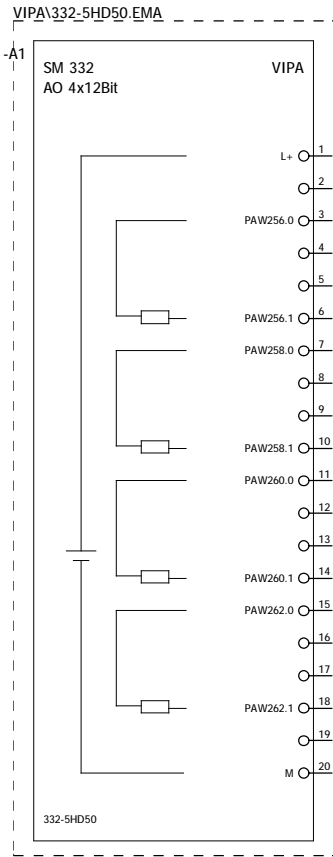 VIPA\332-5HD50.EMA
-A1
SM 332 VIPA
AO 4x12Bit
L+ 1
2
PAW256.0 3
4
5
PAW256.1 6
PAW258.0 7
8
9
PAW258.1 10
PAW260.0 11
12
13
PAW260.1 14
PAW262.0 15
16
17
PAW262.1 18
19
M 20
332-5HD50